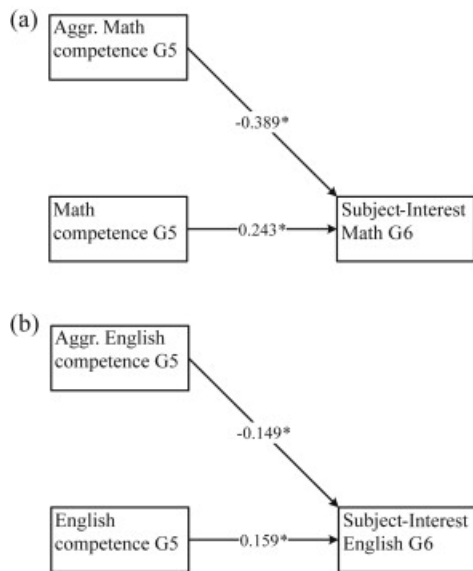 (a)
Aggr. Math
competence G5
-0.389*
Math
competence G5
0.243*
Subject-Interest
Math G6
(b)
Aggr. English
competence G5
-0.149*
English
competence G5
0.159*
Subject-Interest
English G6